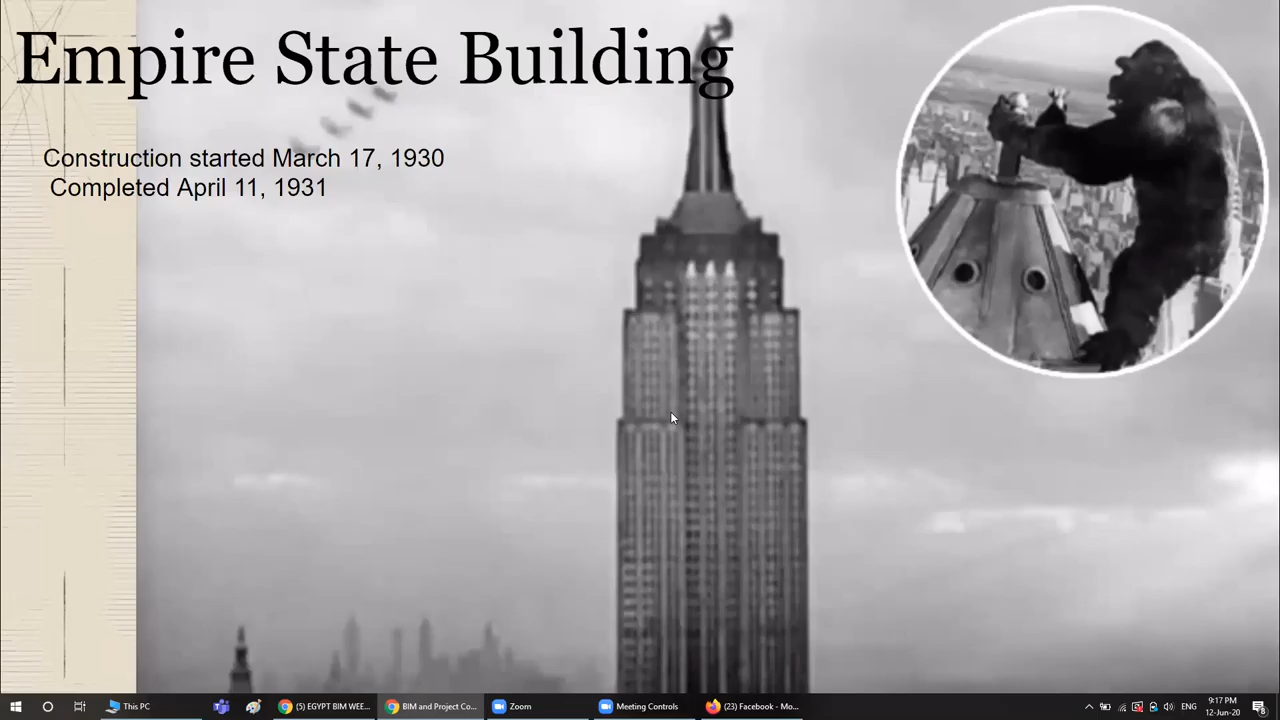 Empire State Building
Construction started March 17, 1930
Completed April 11, 1931
This PC
(5) EGYPT BIM WEE...
BIM and Project Co...
Zoom
Meeting Controls
(23) Facebook - Mo...
ENG
9:17 PM
12-Jun-20